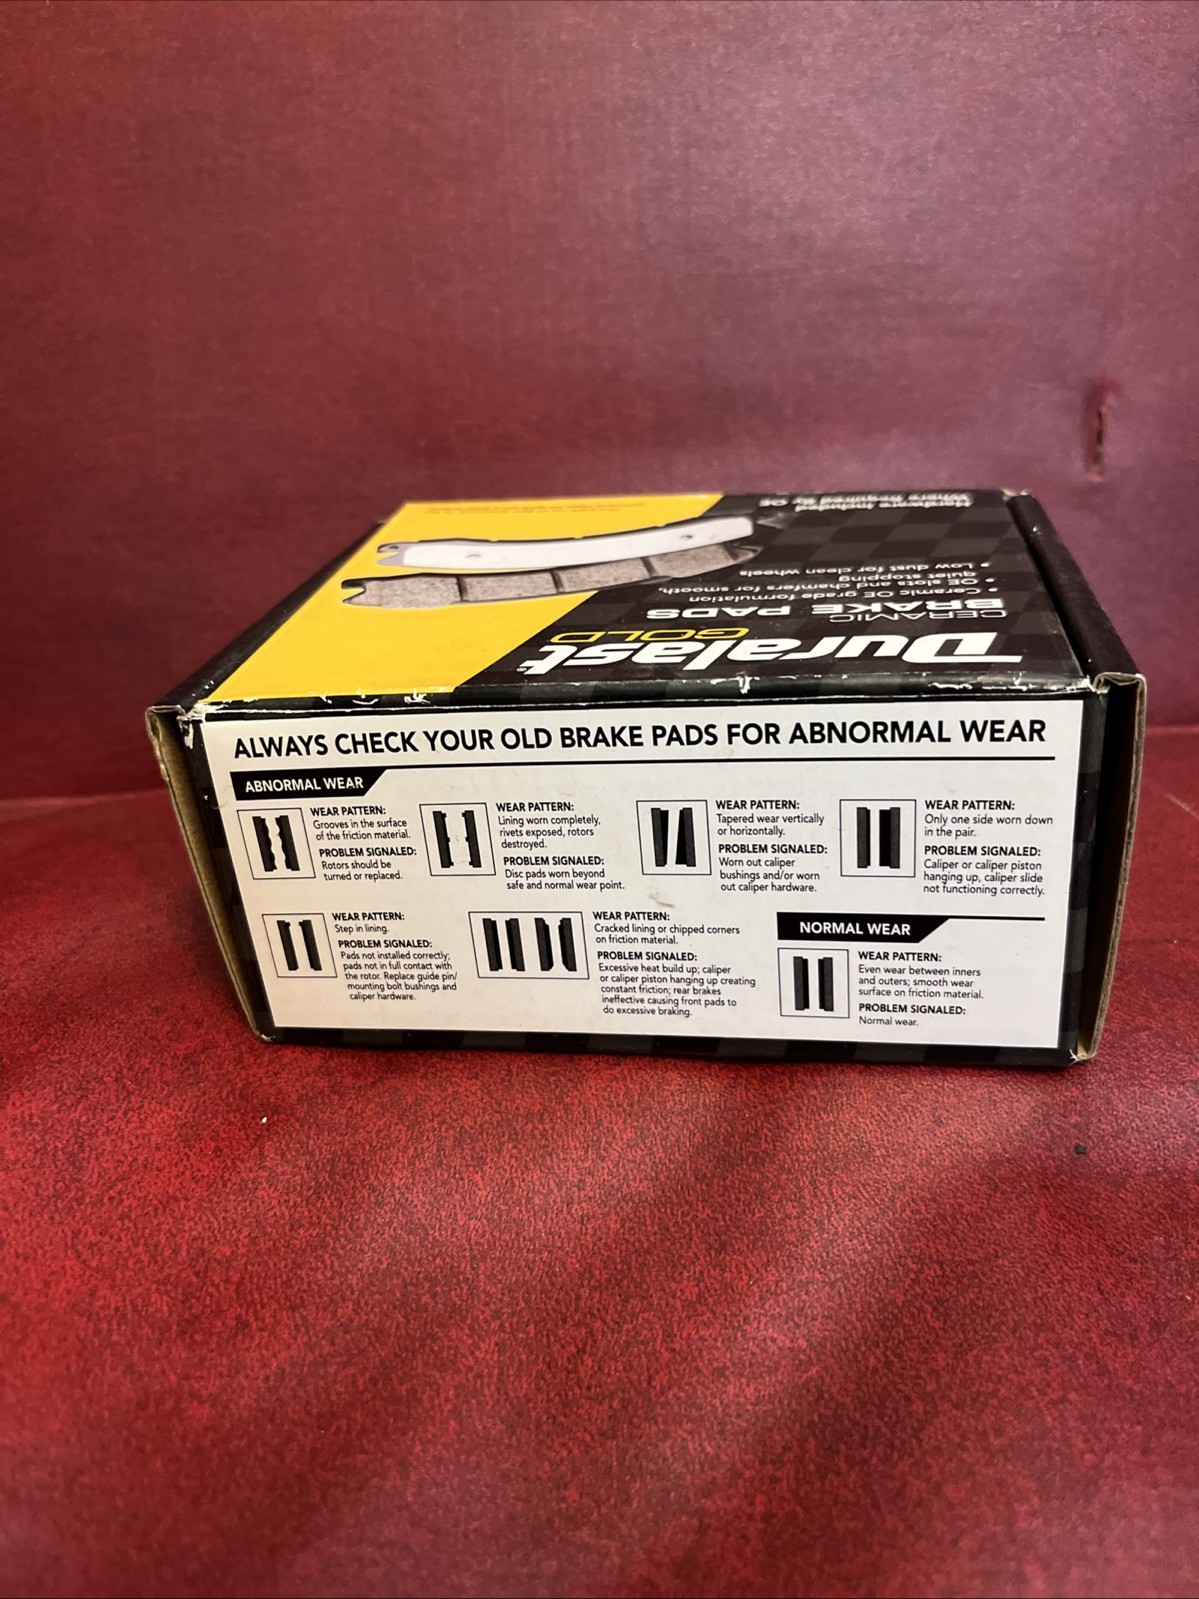 Hardware Included
Where Required by OE
Duralast
GOLD
CERAMIC
BRAKE PADS
• Ceramic OE grade formulation
• OE slots and chamfers for smooth,
quiet stopping
• Low dust for clean wheels
ALWAYS CHECK YOUR OLD BRAKE PADS FOR ABNORMAL WEAR
ABNORMAL WEAR
WEAR PATTERN:
Grooves in the surface
of the friction material.
PROBLEM SIGNALED:
Rotors should be
turned or replaced.
WEAR PATTERN:
Lining worn completely,
rivets exposed, rotors
destroyed.
PROBLEM SIGNALED:
Disc pads worn beyond
safe and normal wear point.
WEAR PATTERN:
Tapered wear vertically
or horizontally.
PROBLEM SIGNALED:
Worn out caliper
bushings and/or worn
out caliper hardware.
WEAR PATTERN:
Only one side worn down
in the pair.
PROBLEM SIGNALED:
Caliper or caliper piston
hanging up, caliper slide
not functioning correctly.
WEAR PATTERN:
Step in lining.
PROBLEM SIGNALED:
Pads not installed correctly;
pads not in full contact with
the rotor. Replace guide pin/
mounting bolt bushings and
caliper hardware.
WEAR PATTERN:
Cracked lining or chipped corners
on friction material.
PROBLEM SIGNALED:
Excessive heat build up; caliper
or caliper piston hanging up creating
constant friction; rear brakes
ineffective causing front pads to
do excessive braking.
NORMAL WEAR
WEAR PATTERN:
Even wear between inners
and outers; smooth wear
surface on friction material.
PROBLEM SIGNALED:
Normal wear.